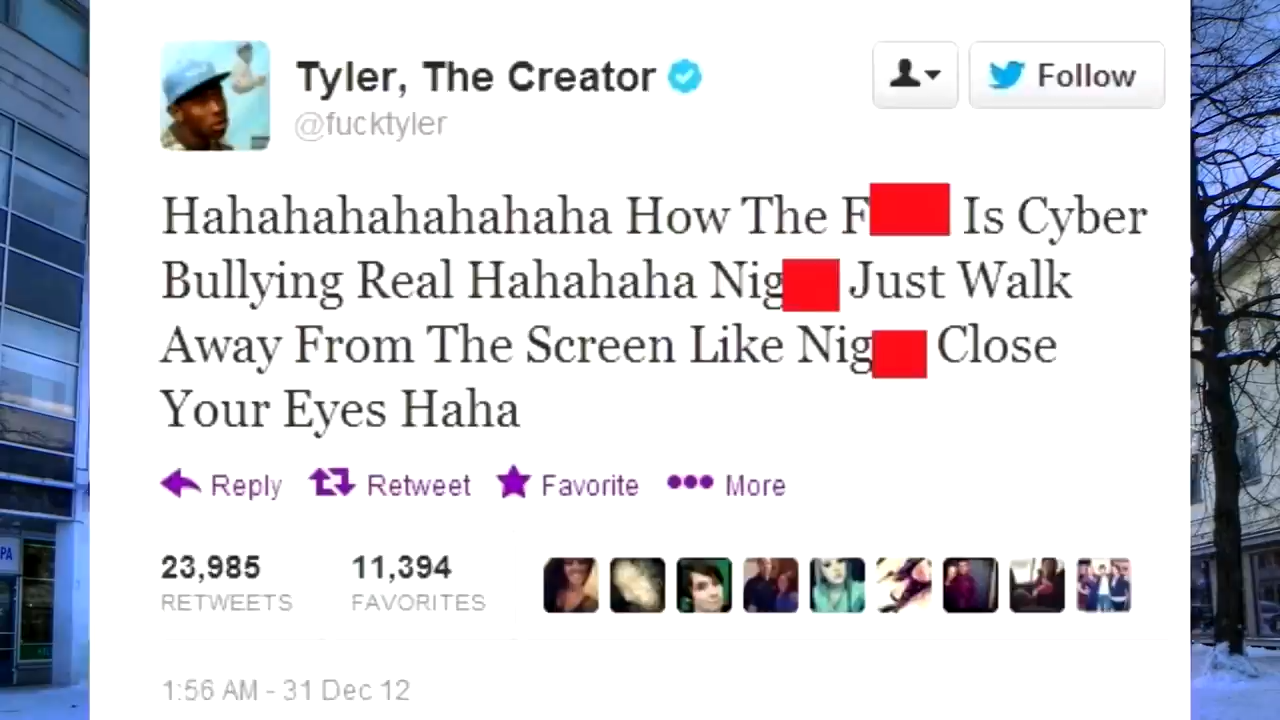 Tyler, The Creator
@fucktyler
Follow
Hahahahahahahaha How The F Is Cyber
Bullying Real Hahahaha Nig Just Walk
Away From The Screen Like Nig Close
Your Eyes Haha
Reply Retweet Favorite More
23,985 11,394
RETWEETS FAVORITES
1:56 AM - 31 Dec 12
PA